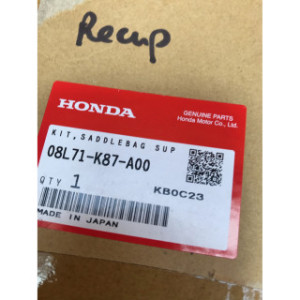 Recup
HONDA
GENUINE PARTS
Honda Motor Co., Ltd.
KIT,SADDLEBAG SUP
08L71-K87-A00
QTY 1
KB0C23
MADE IN JAPAN